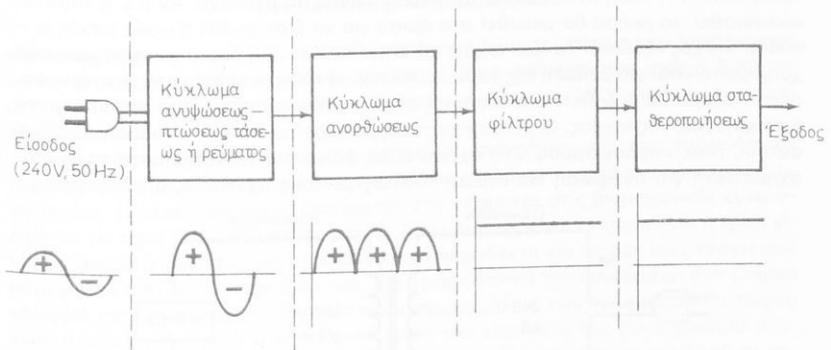 Είσοδος
(240V, 50 Hz)
Κύκλωμα
ανυψώσεως –
πτώσεως τάσε-
ως ή ρεύματος
Κύκλωμα
ανορθώσεως
Κύκλωμα
φίλτρου
Κύκλωμα στα-
θεροποιήσεως
Έξοδος
+
–
+
–
+ + +